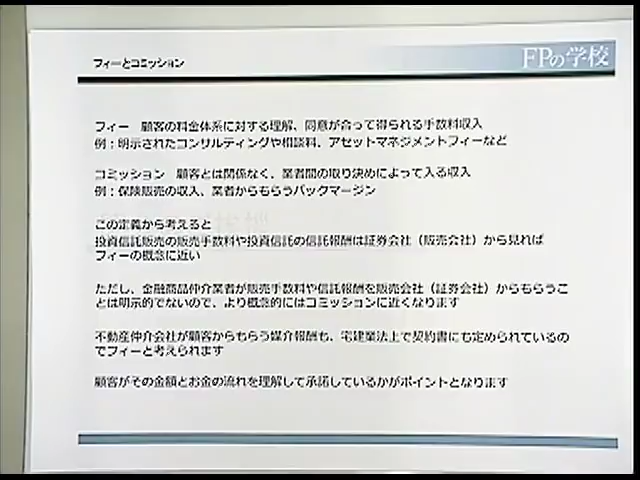 フィーとコミッション
FPの学校
フィー　顧客の料金体系に対する理解、同意が合って得られる手数料収入
例：明示されたコンサルティングや相談料、アセットマネジメントフィーなど
コミッション　顧客とは関係なく、業者間の取り決めによって入る収入
例：保険販売の収入、業者からもらうバックマージン
この定義から考えると
投資信託販売の販売手数料や投資信託の信託報酬は証券会社（販売会社）から見れば
フィーの概念に近い
ただし、金融商品仲介業者が販売手数料や信託報酬を販売会社（証券会社）からもらうこ
とは明示的でないので、より概念的にはコミッションに近くなります
不動産仲介会社が顧客からもらう媒介報酬も、宅建業法上で契約書にも定められているの
でフィーと考えられます
顧客がその金額とお金の流れを理解して承諾しているかがポイントとなります